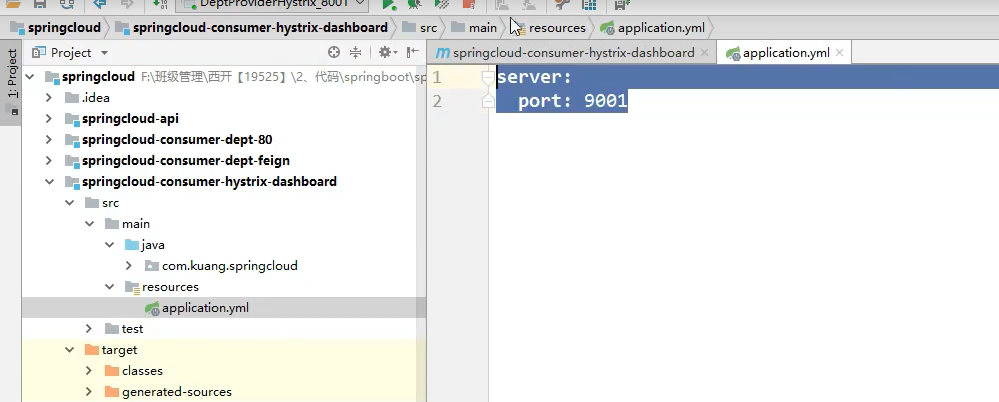 DeptProviderHystrix_8001
springcloud springcloud-consumer-hystrix-dashboard src main resources application.yml
1: Project
Project
springcloud F:\班级管理\西开【19525】\2、代码\springboot\sp
.idea
springcloud-api
springcloud-consumer-dept-80
springcloud-consumer-dept-feign
springcloud-consumer-hystrix-dashboard
src
main
java
com.kuang.springcloud
resources
application.yml
test
target
classes
generated-sources
m springcloud-consumer-hystrix-dashboard application.yml
1 server:
2 port: 9001